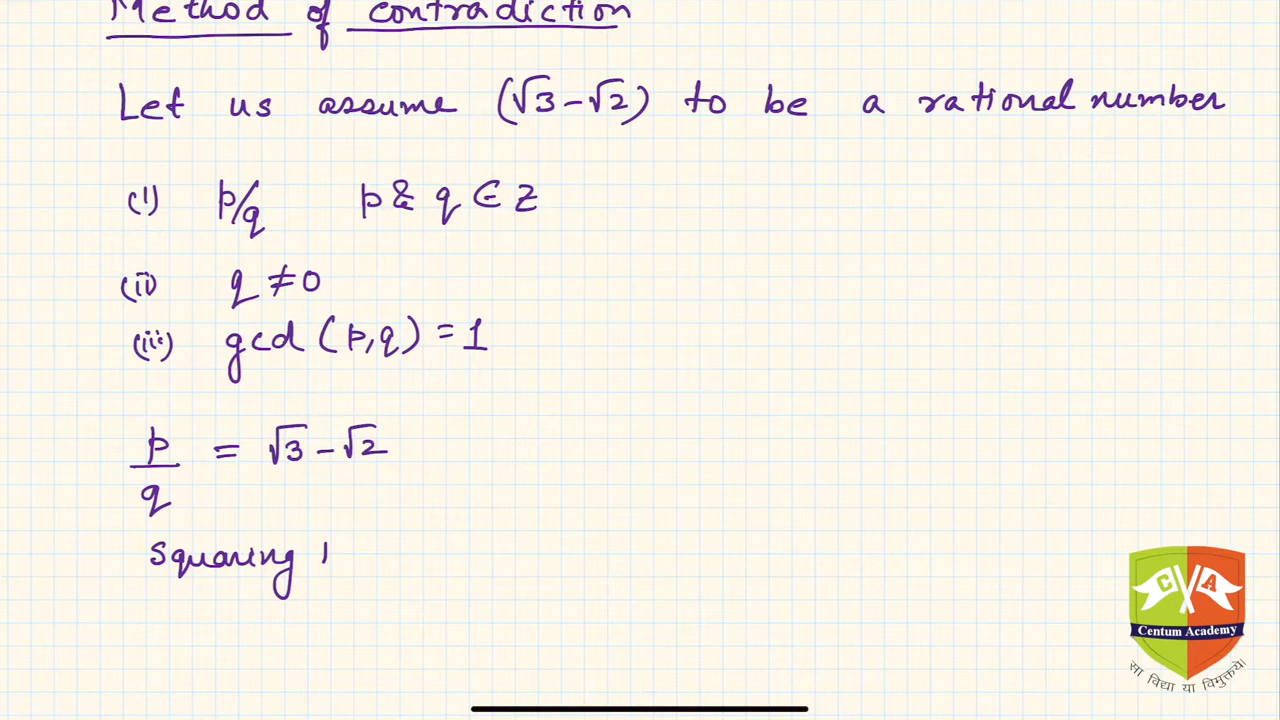 Method of contradiction
Let us assume (√3-√2) to be a rational number
(i) p/q p & q ∈ Z
(ii) q ≠ 0
(iii) gcd (p,q) = 1
p/q = √3 - √2
Squaring
C A
Centum Academy
सा विद्या या विमुक्तये।